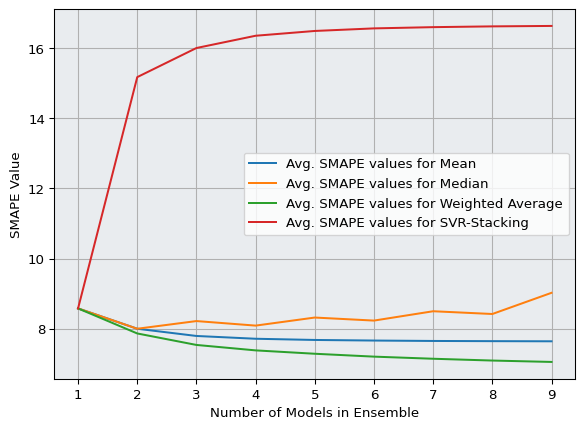 16
14
12
10
8
SMAPE Value
Avg. SMAPE values for Mean
Avg. SMAPE values for Median
Avg. SMAPE values for Weighted Average
Avg. SMAPE values for SVR-Stacking
1 2 3 4 5 6 7 8 9
Number of Models in Ensemble